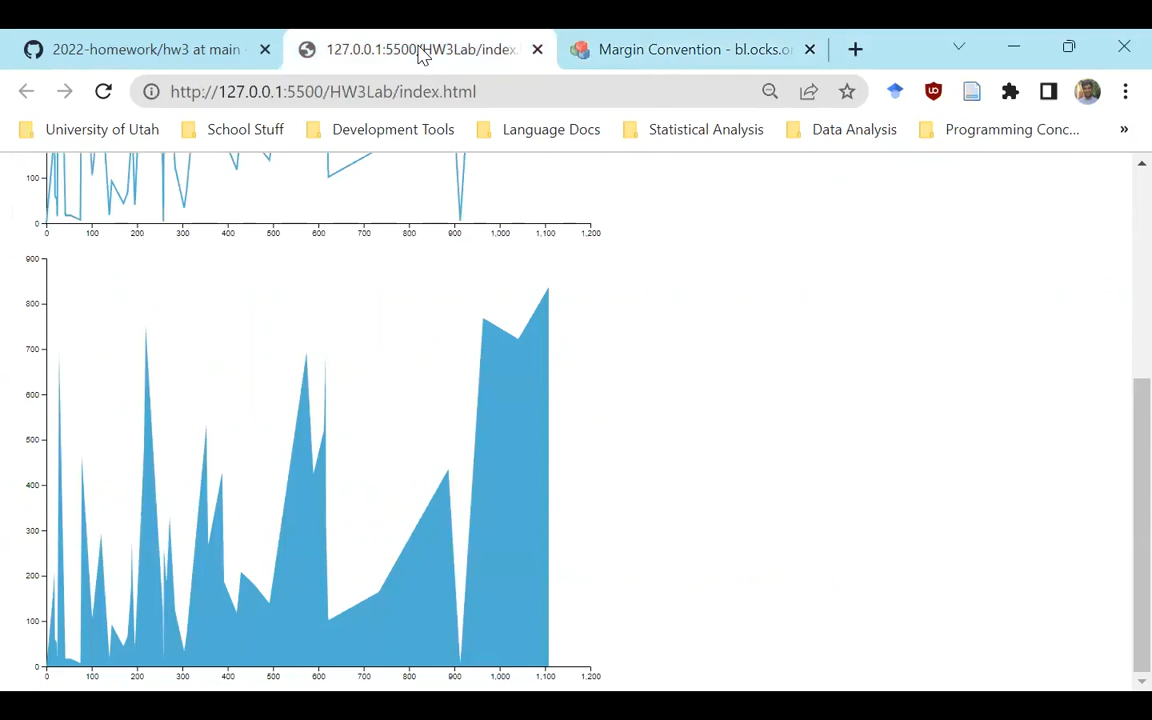 2022-homework/hw3 at main
127.0.0.1:5500/HW3Lab/index.
Margin Convention - bl.ocks.o
http://127.0.0.1:5500/HW3Lab/index.html
University of Utah
School Stuff
Development Tools
Language Docs
Statistical Analysis
Data Analysis
Programming Conc...
»
100
0
0 100 200 300 400 500 600 700 800 900 1,000 1,100 1,200
900
800
700
600
500
400
300
200
100
0
0 100 200 300 400 500 600 700 800 900 1,000 1,100 1,200